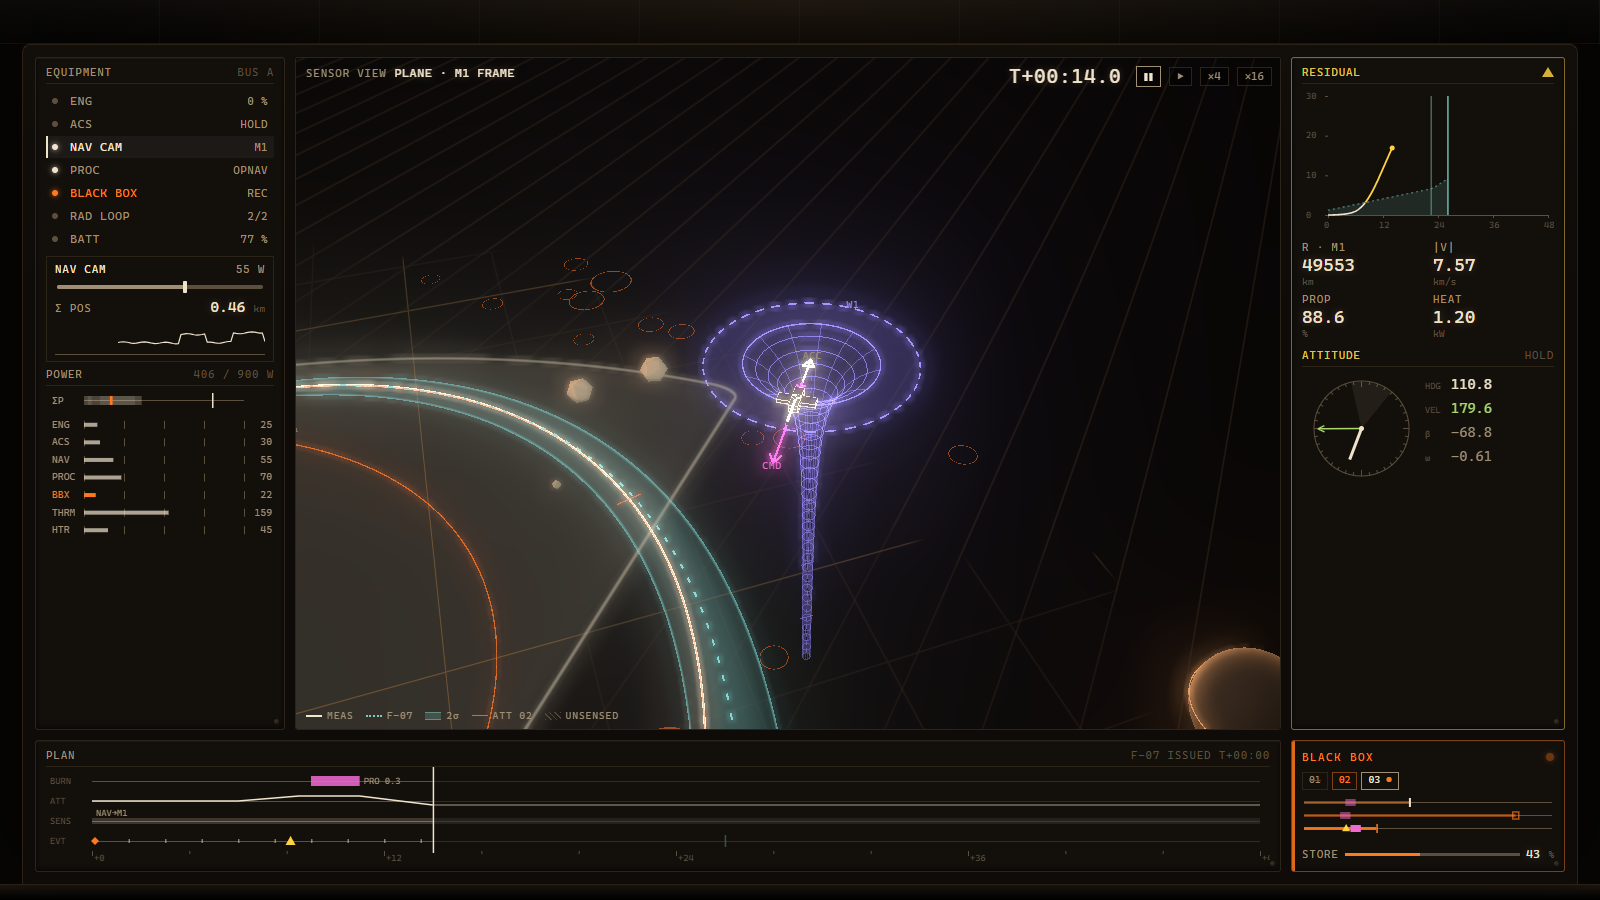 EQUIPMENT BUS A
ENG 0 %
ACS HOLD
NAV CAM M1
PROC OPNAV
BLACK BOX REC
RAD LOOP 2/2
BATT 77 %
NAV CAM 55 W
Σ POS 0.46 km
POWER 406 / 900 W
ΣP
ENG 25
ACS 30
NAV 55
PROC 70
BBX 22
THRM 159
HTR 45
SENSOR VIEW PLANE · M1 FRAME
T+00:14.0 ×4 ×16
M1
ACC
CMD
MEAS F-07 2σ ATT 02 UNSENSED
RESIDUAL
30
20
10
0
0 12 24 36 48
R · M1 |V|
49553 7.57
km km/s
PROP HEAT
88.6 1.20
% kW
ATTITUDE HOLD
HDG 110.8
VEL 179.6
β −68.8
ω −0.61
PLAN F-07 ISSUED T+00:00
BURN PRO 0.3
ATT
NAV→M1
SENS
EVT
+0 +12 +24 +36
BLACK BOX
01 02 03
STORE 43 %